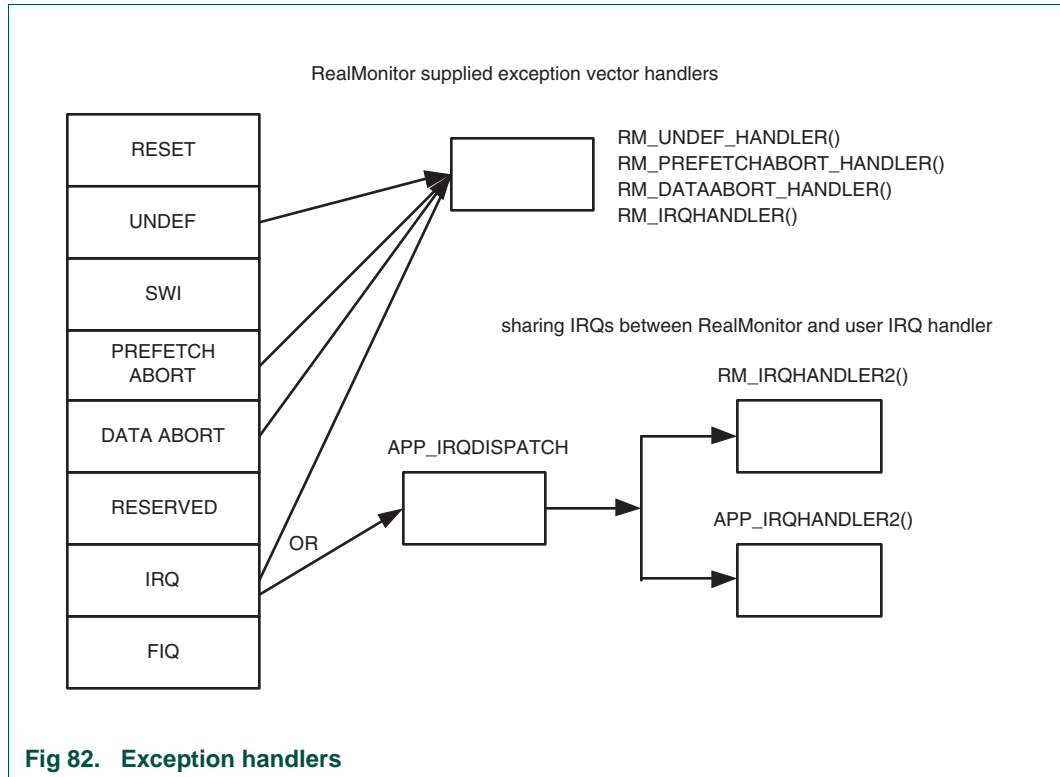 RealMonitor supplied exception vector handlers
RESET
UNDEF
SWI
PREFETCH
ABORT
DATA ABORT
RESERVED
IRQ
FIQ
RM_UNDEF_HANDLER()
RM_PREFETCHABORT_HANDLER()
RM_DATAABORT_HANDLER()
RM_IRQHANDLER()
sharing IRQs between RealMonitor and user IRQ handler
RM_IRQHANDLER2()
APP_IRQDISPATCH
APP_IRQHANDLER2()
OR
Fig 82. Exception handlers